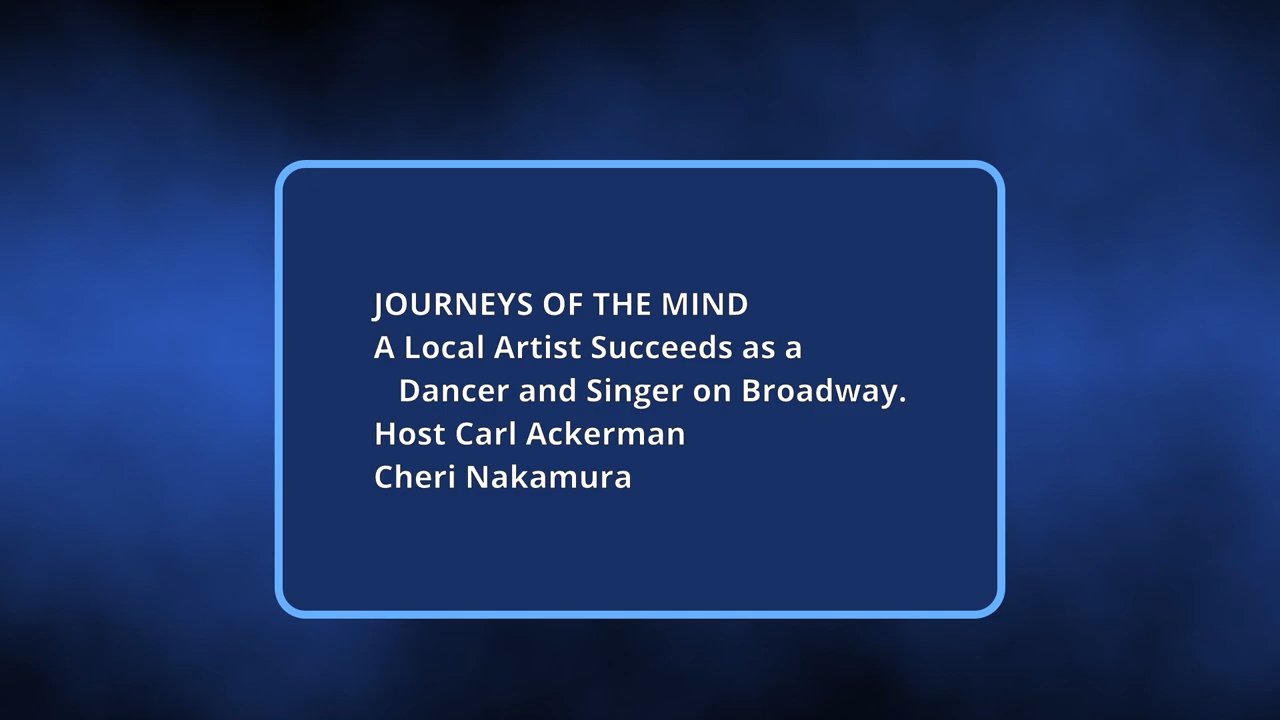 JOURNEYS OF THE MIND
A Local Artist Succeeds as a
Dancer and Singer on Broadway.
Host Carl Ackerman
Cheri Nakamura